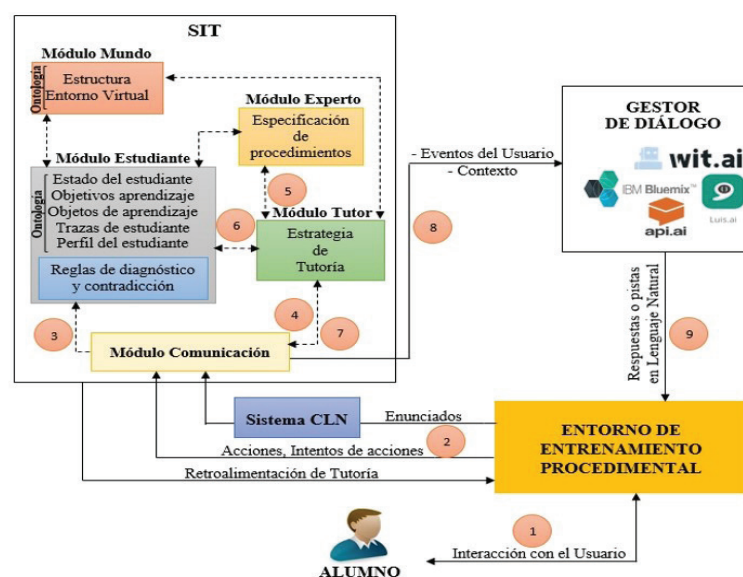 SIT
Módulo Mundo
Ontología
Estructura
Entorno Virtual
Módulo Experto
Especificación
de
procedimientos
Módulo Estudiante
Ontología
Estado del estudiante
Objetivos aprendizaje
Objetos de aprendizaje
Trazas de estudiante
Perfil del estudiante
Reglas de diagnóstico
y contradicción
5
6
Módulo Tutor
Estrategia
de
Tutoría
3
4
7
Módulo Comunicación
- Eventos del Usuario
- Contexto
8
GESTOR
DE DIÁLOGO
wit.ai
IBM Bluemix™
Luis.ai
api.ai
Respuestas o pistas
en Lenguaje Natural
9
Sistema CLN
Enunciados
2
Acciones, Intentos de acciones
Retroalimentación de Tutoría
ENTORNO DE
ENTRENAMIENTO
PROCEDIMENTAL
1
Interacción con el Usuario
ALUMNO